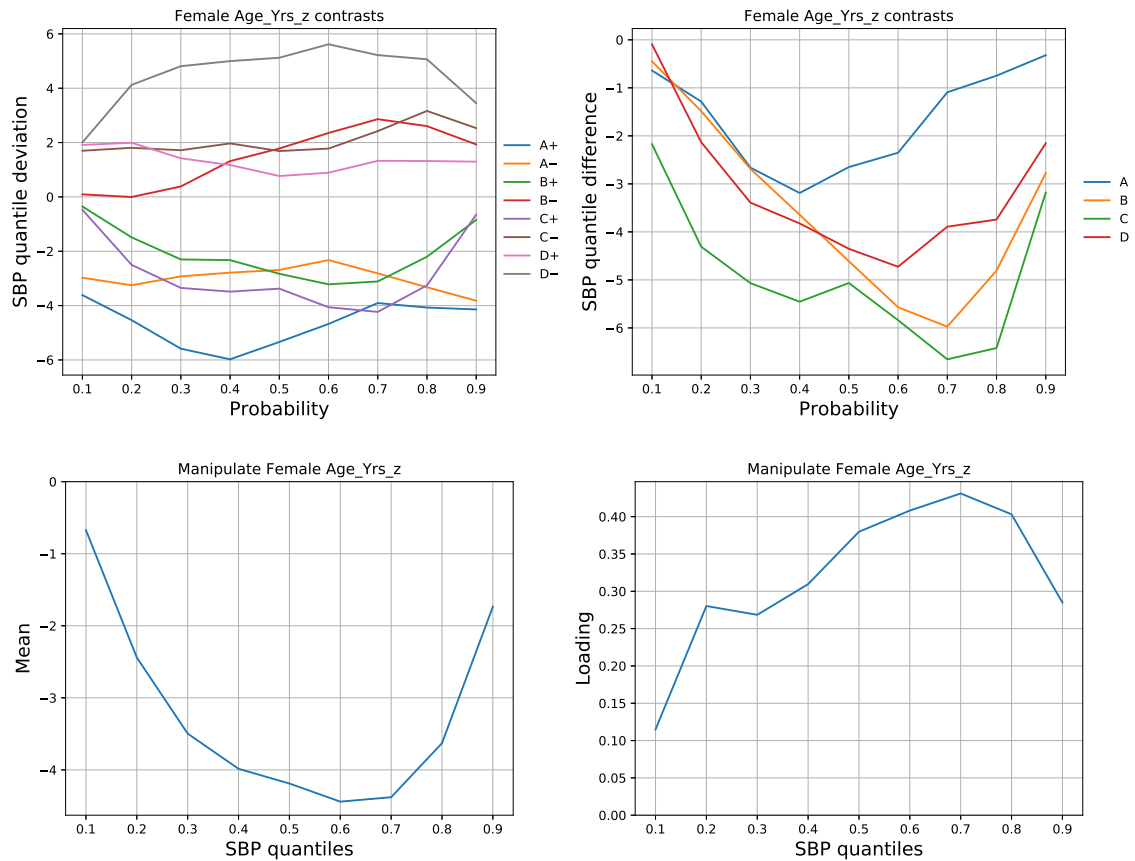 Female Age_Yrs_z contrasts
SBP quantile deviation
6
4
2
0
−2
−4
−6
0.1 0.2 0.3 0.4 0.5 0.6 0.7 0.8 0.9
Probability
A+
A−
B+
B−
C+
C−
D+
D−
Female Age_Yrs_z contrasts
SBP quantile difference
0
−1
−2
−3
−4
−5
−6
0.1 0.2 0.3 0.4 0.5 0.6 0.7 0.8 0.9
Probability
A
B
C
D
Manipulate Female Age_Yrs_z
Mean
0
−1
−2
−3
−4
0.1 0.2 0.3 0.4 0.5 0.6 0.7 0.8 0.9
SBP quantiles
Manipulate Female Age_Yrs_z
Loading
0.40
0.35
0.30
0.25
0.20
0.15
0.10
0.05
0.00
0.1 0.2 0.3 0.4 0.5 0.6 0.7 0.8 0.9
SBP quantiles